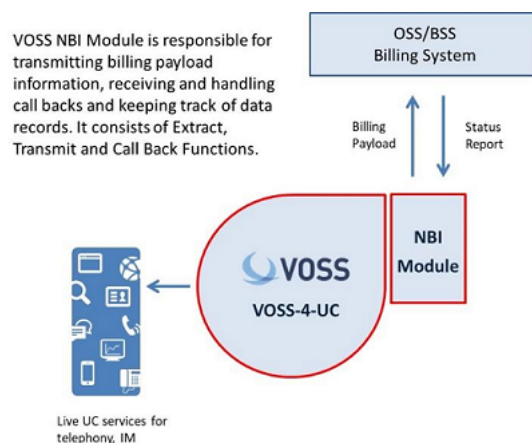 VOSS NBI Module is responsible for
transmitting billing payload
information, receiving and handling
call backs and keeping track of data
records. It consists of Extract,
Transmit and Call Back Functions.
OSS/BSS
Billing System
Billing
Payload
Status
Report
NBI
Module
VOSS
VOSS-4-UC
Live UC services for
telephony, IM